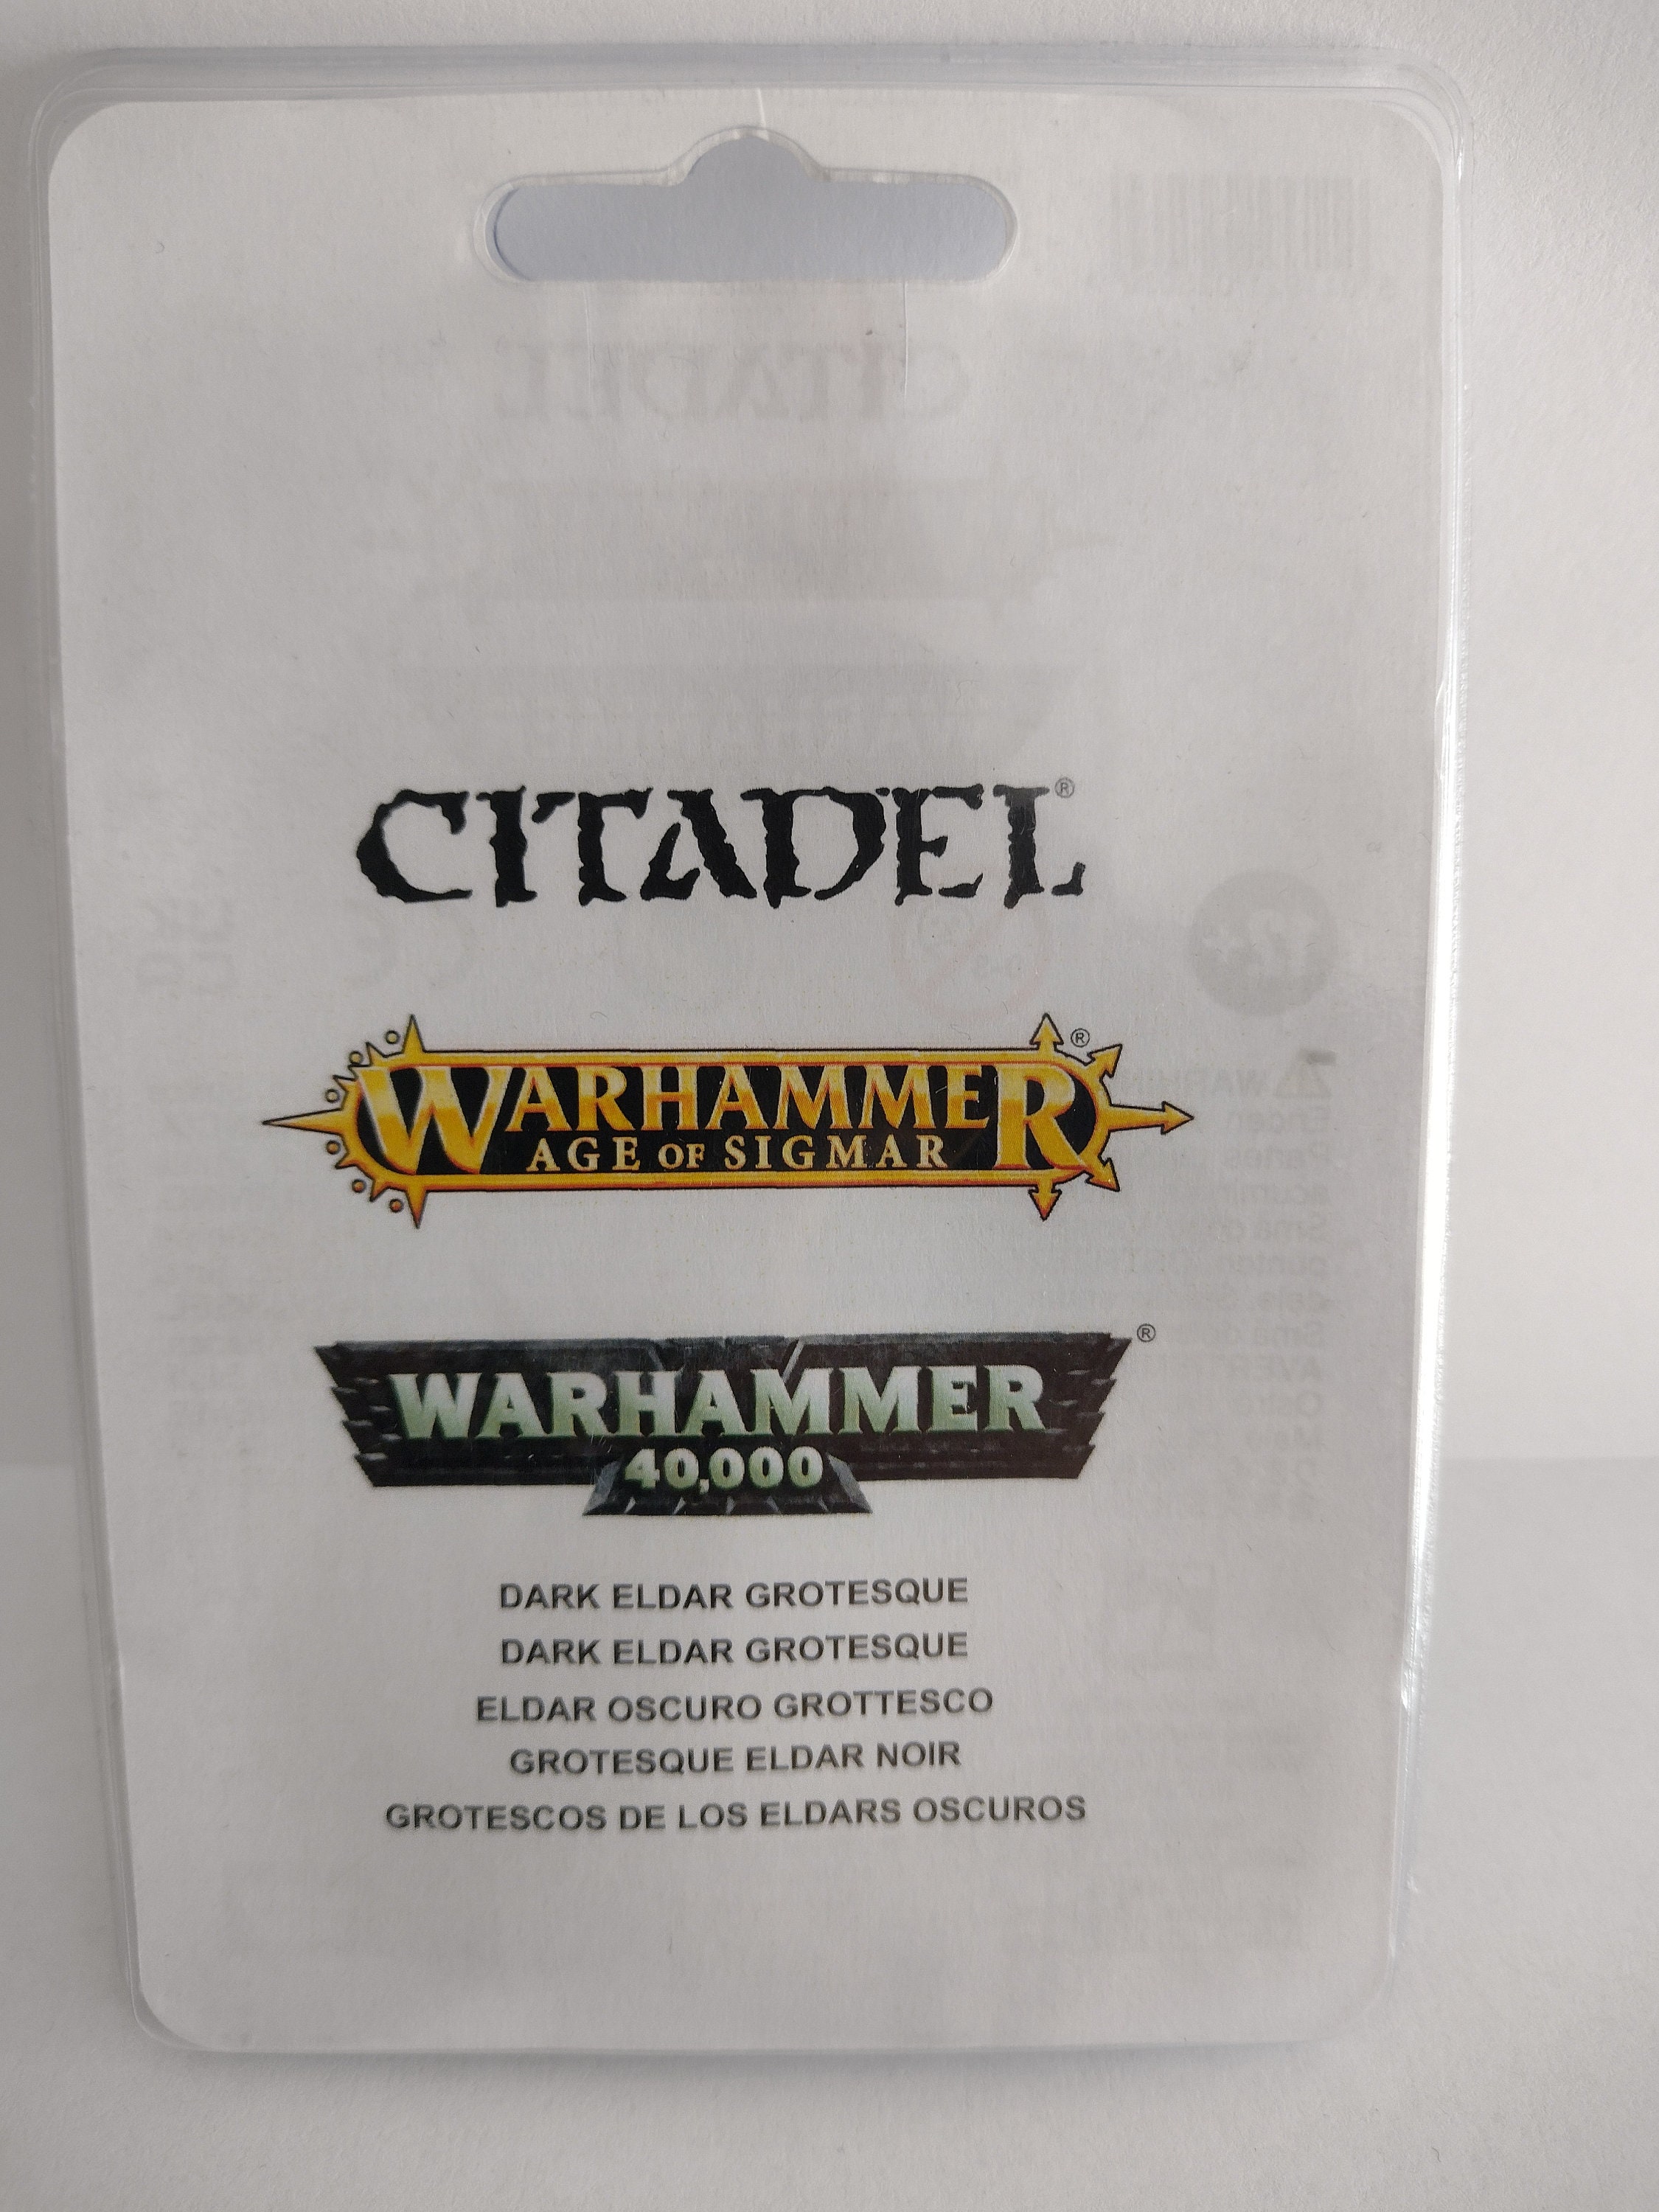 CITADEL®
WARHAMMER®
AGE OF SIGMAR
WARHAMMER®
40,000
DARK ELDAR GROTESQUE
DARK ELDAR GROTESQUE
ELDAR OSCURO GROTTESCO
GROTESQUE ELDAR NOIR
GROTESCOS DE LOS ELDARS OSCUROS